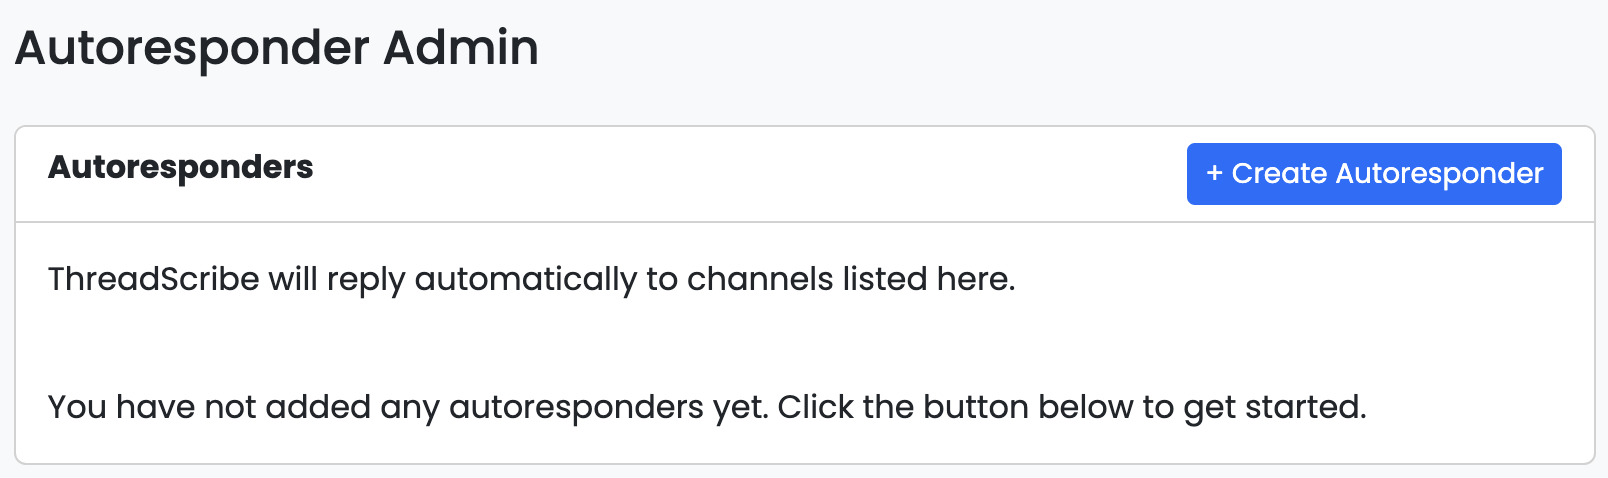 Autoresponder Admin
Autoresponders
+ Create Autoresponder
ThreadScribe will reply automatically to channels listed here.
You have not added any autoresponders yet. Click the button below to get started.